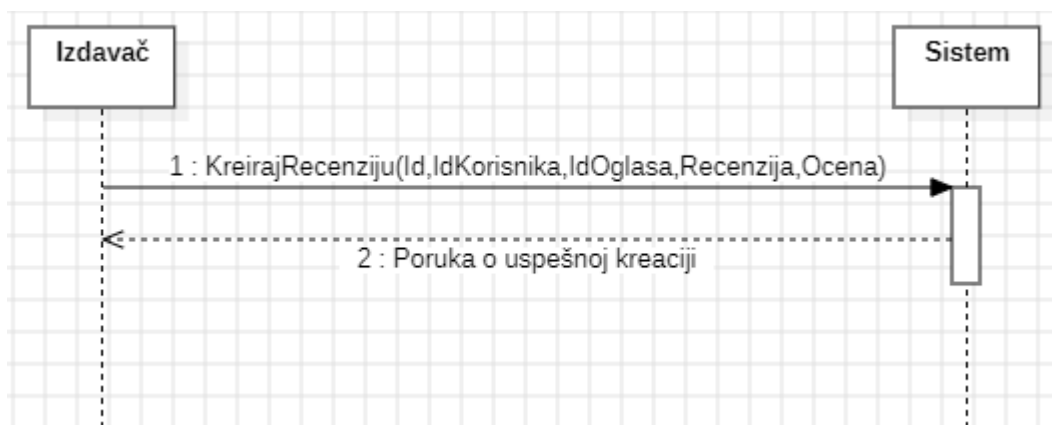 Izdavač
Sistem
1 : KreirajRecenziju(Id,IdKorisnika,IdOglasa,Recenzija,Ocena)
2 : Poruka o uspešnoj kreaciji